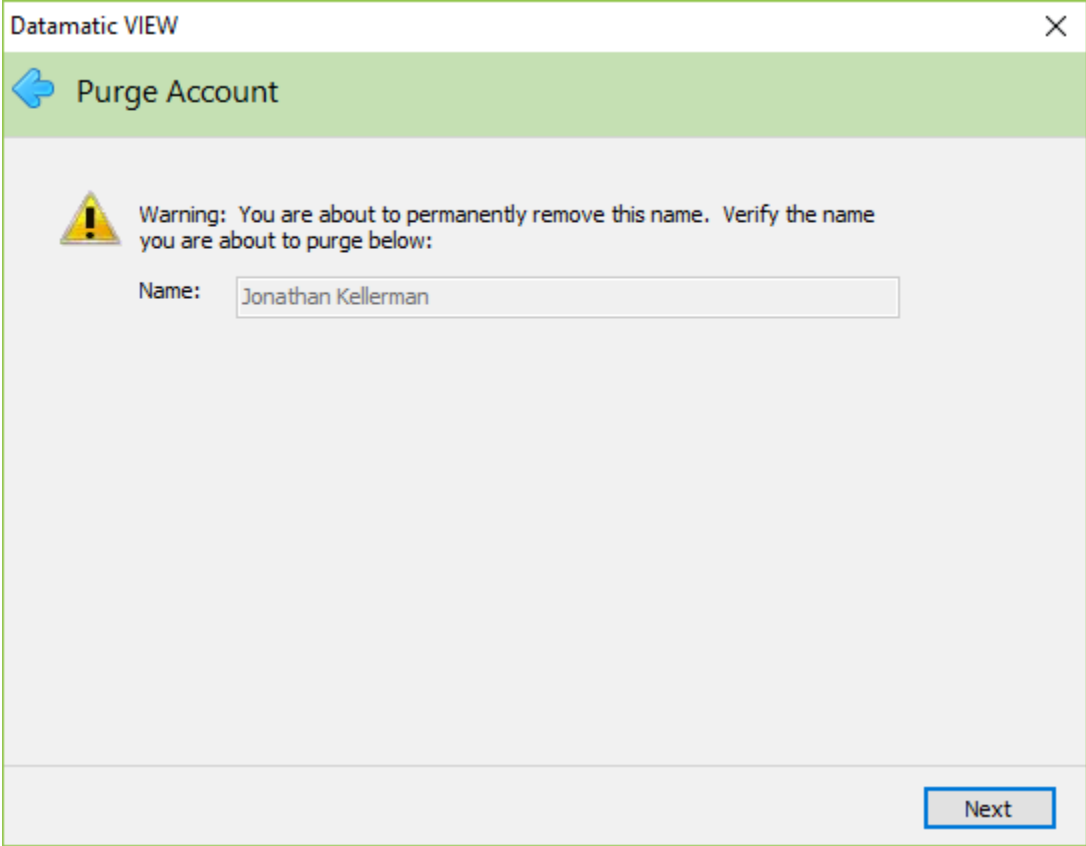 Datamatic VIEW
Purge Account
Warning:  You are about to permanently remove this name.  Verify the name
you are about to purge below:
Name: Jonathan Kellerman
Next